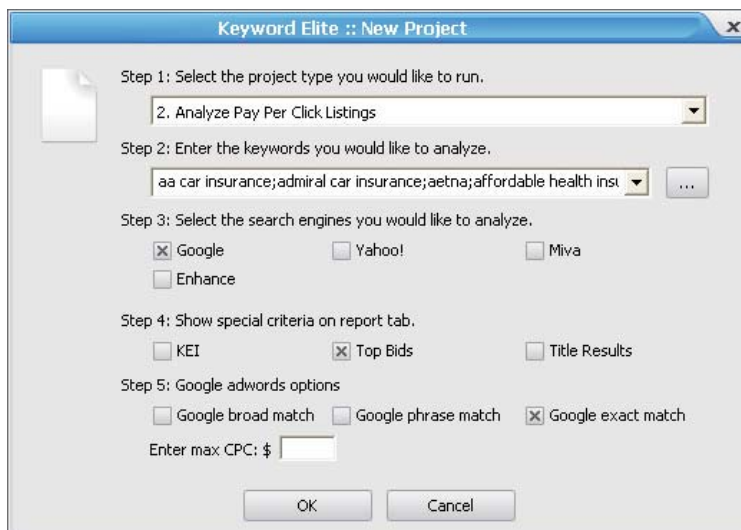 Keyword Elite :: New Project
Step 1: Select the project type you would like to run.
2. Analyze Pay Per Click Listings
Step 2: Enter the keywords you would like to analyze.
aa car insurance;admiral car insurance;aetna;affordable health insu
...
Step 3: Select the search engines you would like to analyze.
Google Yahoo! Miva
Enhance
Step 4: Show special criteria on report tab.
KEI Top Bids Title Results
Step 5: Google adwords options
Google broad match Google phrase match Google exact match
Enter max CPC: $
OK Cancel